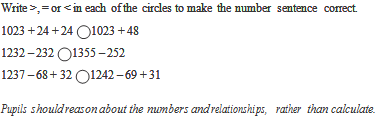 Write >, = or < in each of the circles to make the number sentence correct.
1023 + 24 + 24 ◯ 1023 + 48
1232 – 232 ◯ 1355 – 252
1237 – 68 + 32 ◯ 1242 – 69 + 31
Pupils should reason about the numbers and relationships, rather than calculate.